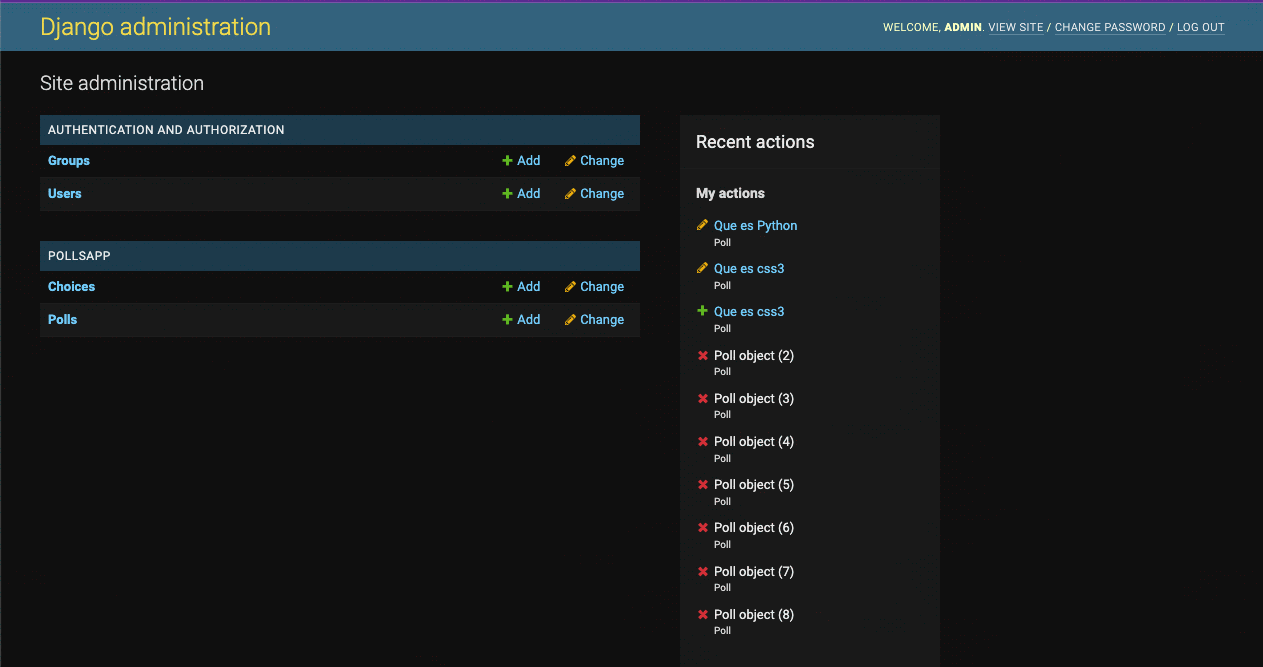 Django administration
WELCOME, ADMIN. VIEW SITE / CHANGE PASSWORD / LOG OUT
Site administration
AUTHENTICATION AND AUTHORIZATION
Groups Add Change
Users Add Change
POLLSAPP
Choices Add Change
Polls Add Change
Recent actions
My actions
Que es Python
Poll
Que es css3
Poll
Que es css3
Poll
Poll object (2)
Poll
Poll object (3)
Poll
Poll object (4)
Poll
Poll object (5)
Poll
Poll object (6)
Poll
Poll object (7)
Poll
Poll object (8)
Poll